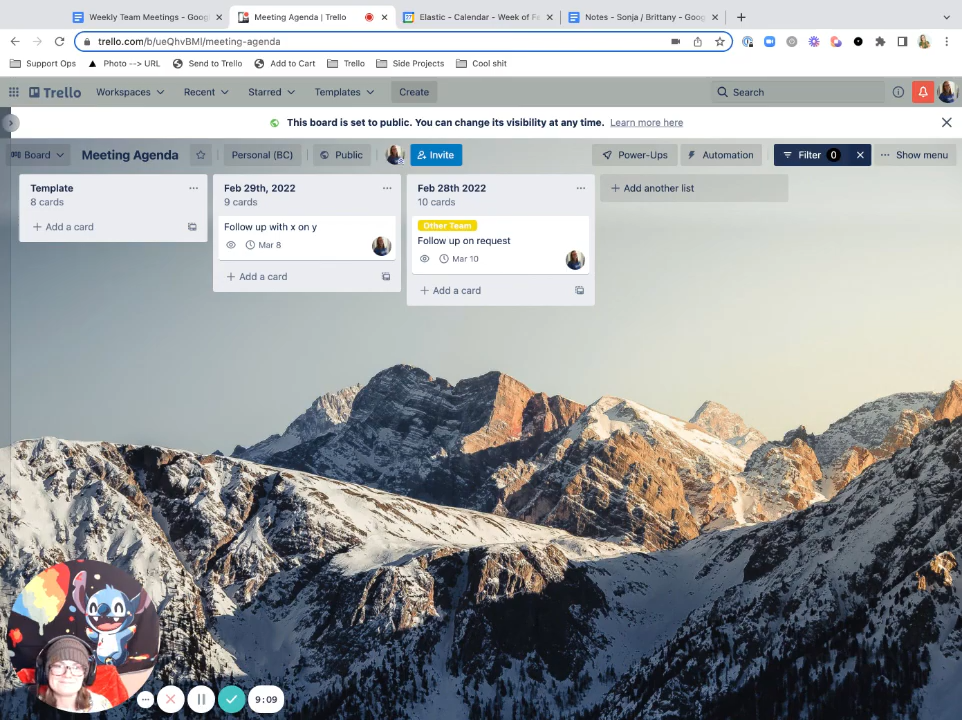 Weekly Team Meetings - Goog
Meeting Agenda | Trello
Elastic - Calendar - Week of Fe
Notes - Sonja / Brittany - Goog
trello.com/b/ueQhvBMl/meeting-agenda
Support Ops
Photo --> URL
Send to Trello
Add to Cart
Trello
Side Projects
Cool shit
Trello
Workspaces
Recent
Starred
Templates
Create
Search
This board is set to public. You can change its visibility at any time. Learn more here
Board
Meeting Agenda
Personal (BC)
Public
Invite
Power-Ups
Automation
Filter 0
Show menu
Template
8 cards
+ Add a card
Feb 29th, 2022
9 cards
Follow up with x on y
Mar 8
+ Add a card
Feb 28th 2022
10 cards
Other Team
Follow up on request
Mar 10
+ Add a card
+ Add another list
9:09